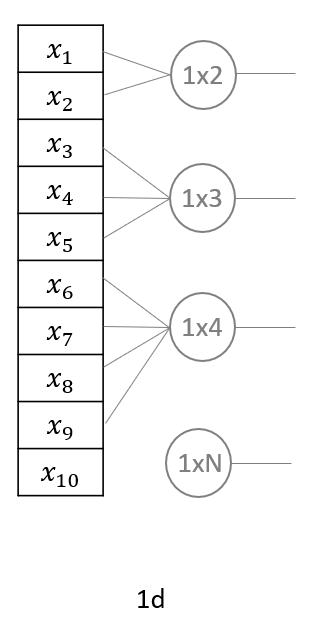 x₁
x₂
x₃
x₄
x₅
x₆
x₇
x₈
x₉
x₁₀
1x2
1x3
1x4
1xN
1d